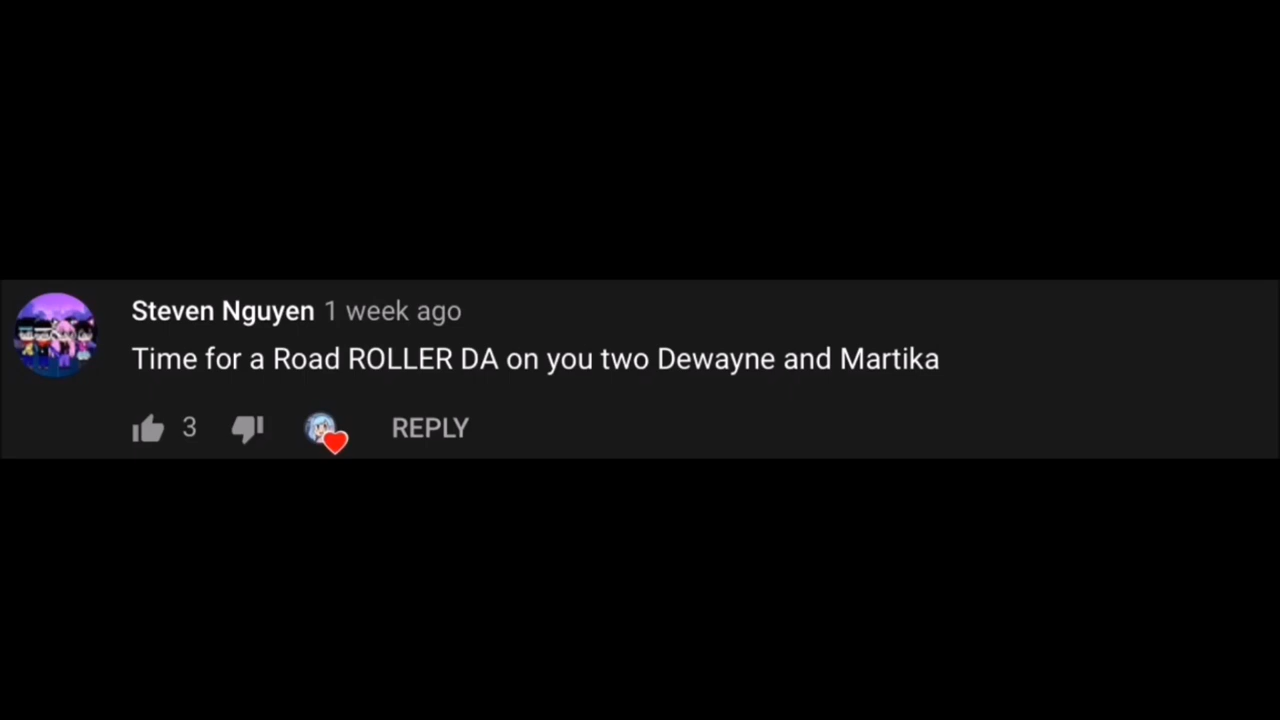 Steven Nguyen 1 week ago
Time for a Road ROLLER DA on you two Dewayne and Martika
3 REPLY